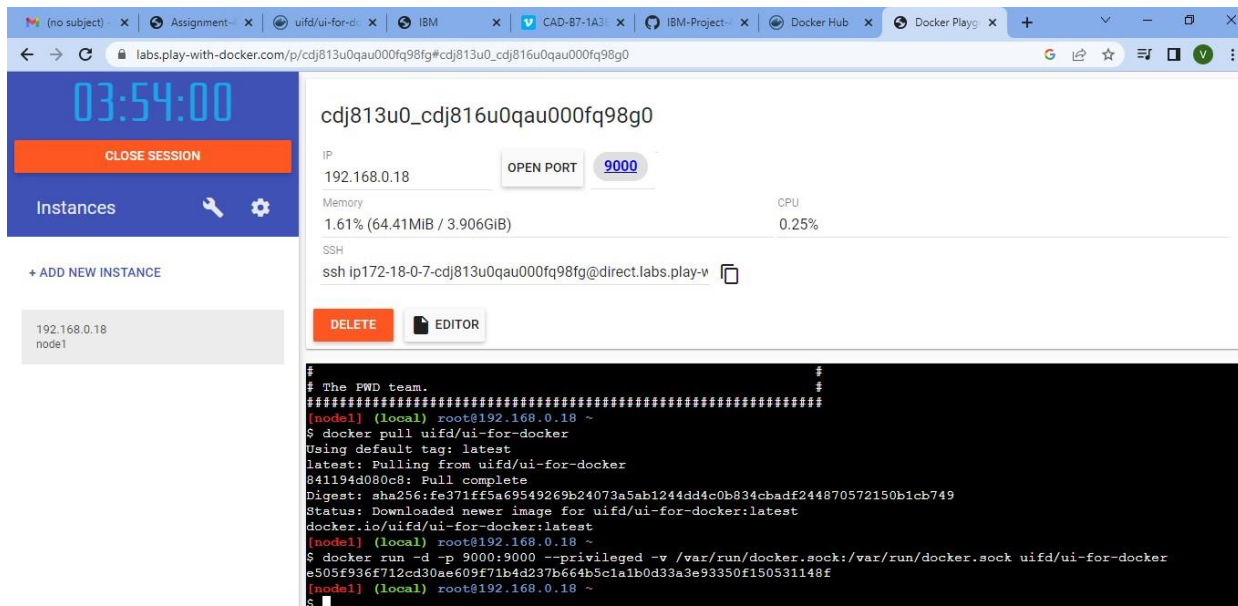 (no subject) -
Assignment-
uifd/ui-for-do
IBM
CAD-B7-1A3E
IBM-Project-
Docker Hub
Docker Playg
labs.play-with-docker.com/p/cdj813u0qau000fq98fg#cdj813u0_cdj816u0qau000fq98g0
G
V
03:54:00
CLOSE SESSION
Instances
+ ADD NEW INSTANCE
192.168.0.18
node1
cdj813u0_cdj816u0qau000fq98g0
IP
192.168.0.18
OPEN PORT
9000
Memory
1.61% (64.41MiB / 3.906GiB)
CPU
0.25%
SSH
ssh ip172-18-0-7-cdj813u0qau000fq98fg@direct.labs.play-w
DELETE
EDITOR
# #
# The PWD team. #
##############################################################
[node1] (local) root@192.168.0.18 ~
$ docker pull uifd/ui-for-docker
Using default tag: latest
latest: Pulling from uifd/ui-for-docker
841194d080c8: Pull complete
Digest: sha256:fe371ff5a69549269b24073a5ab1244dd4c0b834cbadf244870572150b1cb749
Status: Downloaded newer image for uifd/ui-for-docker:latest
docker.io/uifd/ui-for-docker:latest
[node1] (local) root@192.168.0.18 ~
$ docker run -d -p 9000:9000 --privileged -v /var/run/docker.sock:/var/run/docker.sock uifd/ui-for-docker
e505f936f712cd30ae609f71b4d237b664b5c1a1b0d33a3e93350f150531148f
[node1] (local) root@192.168.0.18 ~
$